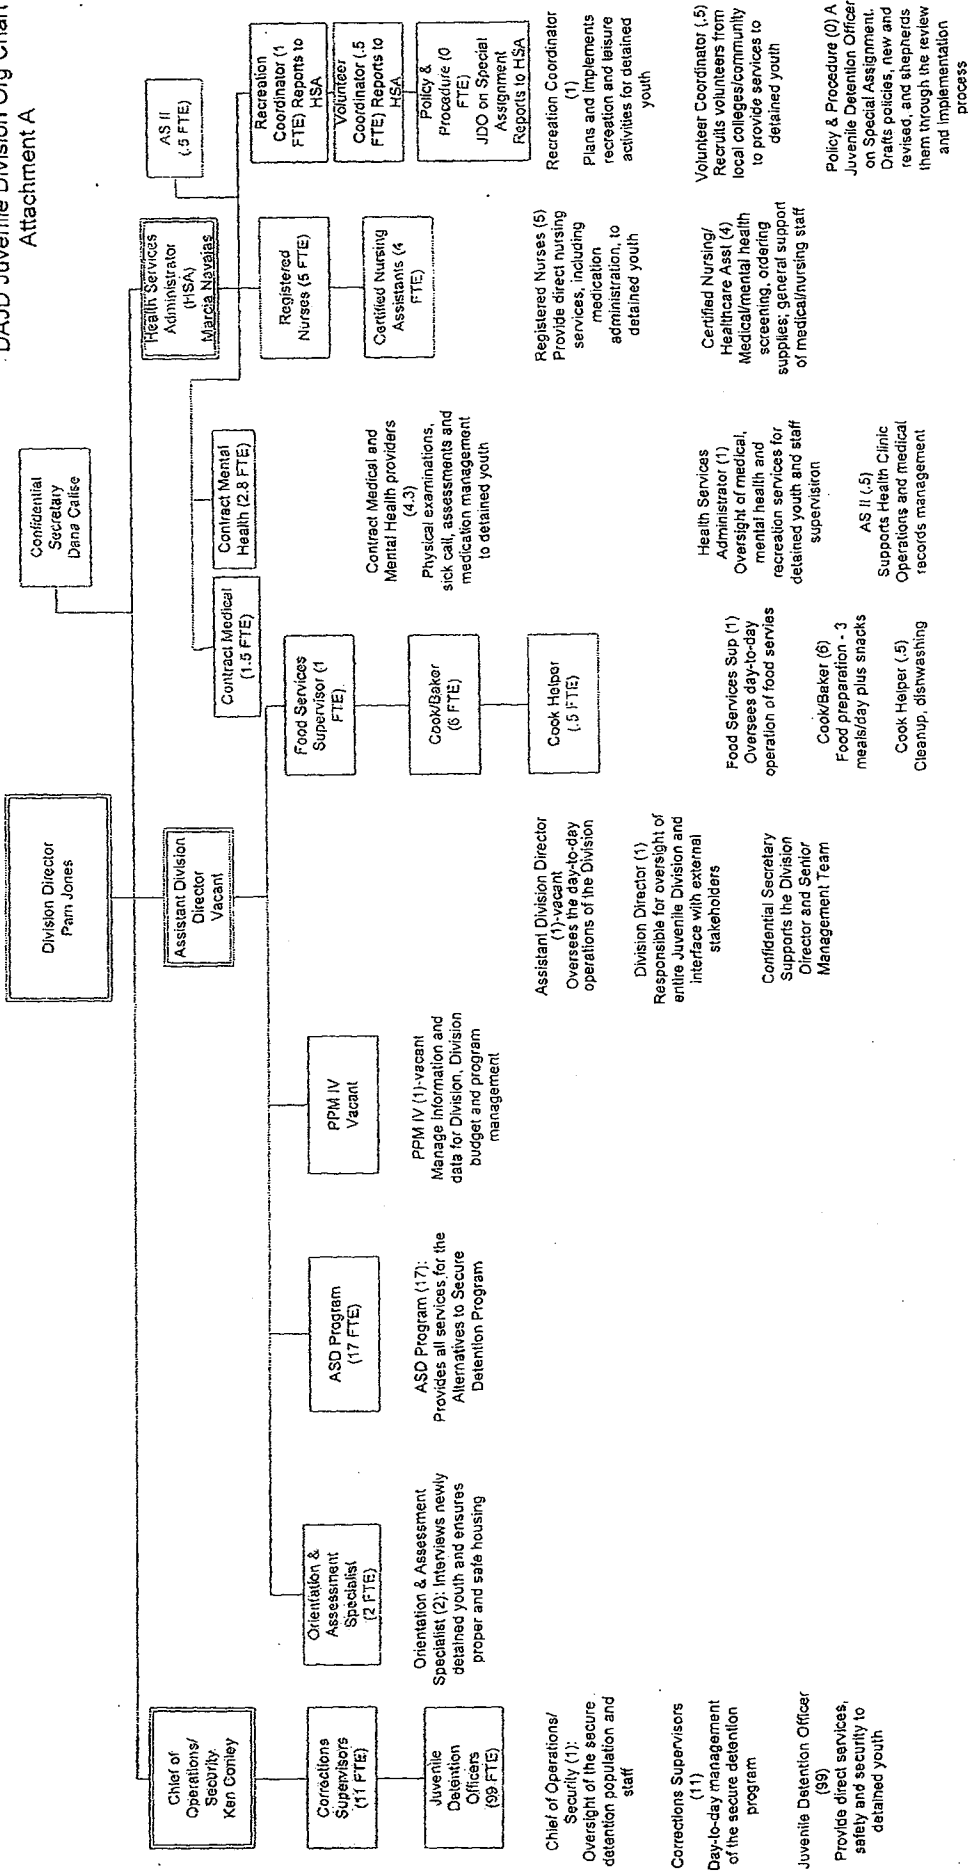 DAJD Juvenile Division Org Chart
Attachment A
Division Director
Pam Jones
Confidential
Secretary
Dana Calise
Chief of
Operations/
Security
Ken Conley
Assistant Division
Director
Vacant
Health Services
Administrator
(HSA)
Marcia Navajas
AS II
(.5 FTE)
Contract Medical
(1.5 FTE)
Contract Mental
Health (2.8 FTE)
Corrections
Supervisors
(11 FTE)
Juvenile
Detention
Officers
(99 FTE)
Orientation &
Assessment
Specialist
(2 FTE)
ASD Program
(17 FTE)
PPM IV
Vacant
Food Services
Supervisor (1
FTE)
Cook/Baker
(6 FTE)
Cook Helper
(.5 FTE)
Registered
Nurses (5 FTE)
Certified Nursing
Assistants (4
FTE)
Recreation
Coordinator (1
FTE) Reports to
HSA
Volunteer
Coordinator (.5
FTE) Reports to
HSA
Policy &
Procedure (0
FTE)
JDO on Special
Assignment
Reports to HSA
Chief of Operations/
Security (1):
Oversight of the secure
detention population and
staff
Corrections Supervisors
(11)
Day-to-day management
of the secure detention
program
Juvenile Detention Officer
(99)
Provide direct services,
safety and security to
detained youth
Orientation & Assessment
Specialist (2): Interviews newly
detained youth and ensures
proper and safe housing
ASD Program (17):
Provides all services for the
Alternatives to Secure
Detention Program
PPM IV (1)-vacant
Manage Information and
data for Division, Division
budget and program
management
Assistant Division Director
(1)-vacant
Oversees the day-to-day
operations of the Division
Division Director (1)
Responsible for oversight of
entire Juvenile Division and
interface with external
stakeholders
Confidential Secretary
Supports the Division
Director and Senior
Management Team
Food Services Sup (1)
Oversees day-to-day
operation of food servies
Cook/Baker (6)
Food preparation - 3
meals/day plus snacks
Cook Helper (.5)
Cleanup, dishwashing
Contract Medical and
Mental Health providers
(4.3)
Physical examinations,
sick call, assessments and
medication management
to detained youth
Health Services
Administrator (1)
Oversight of medical,
mental health and
recreation services for
detained youth and staff
supervisiron
AS II (.5)
Supports Health Clinic
Operations and medical
records management
Registered Nurses (5)
Provide direct nursing
services, including
medication
administration, to
detained youth
Certified Nursing/
Healthcare Asst (4)
Medical/mental health
screening, ordering
supplies; general support
of medical/nursing staff
Recreation Coordinator
(1)
Plans and Implements
recreation and leisure
activities for detained
youth
Volunteer Coordinator (.5)
Recruits volunteers from
local colleges/community
to provide services to
detained youth
Policy & Procedure (0) A
Juvenile Detention Officer
on Special Assignment.
Drafts policies, new and
revised, and shepherds
them through the review
and implementation
process